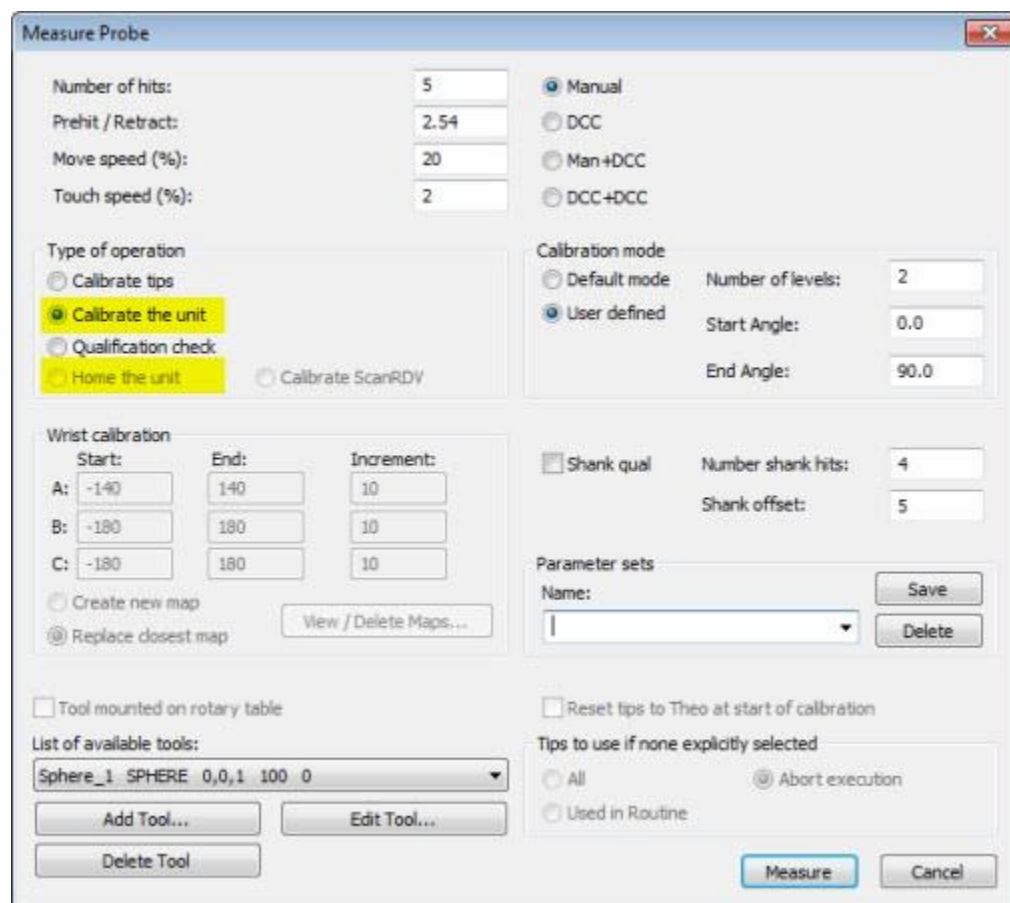 Measure Probe
Number of hits: 5
Prehit / Retract: 2.54
Move speed (%): 20
Touch speed (%): 2
Manual
DCC
Man+DCC
DCC+DCC
Type of operation
Calibrate tips
Calibrate the unit
Qualification check
Home the unit Calibrate ScanRDV
Calibration mode
Default mode Number of levels: 2
User defined Start Angle: 0.0
End Angle: 90.0
Wrist calibration
Start: End: Increment:
A: -140 140 10
B: -180 180 10
C: -180 180 10
Create new map
Replace closest map View / Delete Maps...
Shank qual Number shank hits: 4
Shank offset: 5
Parameter sets
Name: Save
Delete
Tool mounted on rotary table
List of available tools:
Sphere_1 SPHERE 0,0,1 100 0
Add Tool... Edit Tool...
Delete Tool
Reset tips to Theo at start of calibration
Tips to use if none explicitly selected
All Abort execution
Used in Routine
Measure Cancel